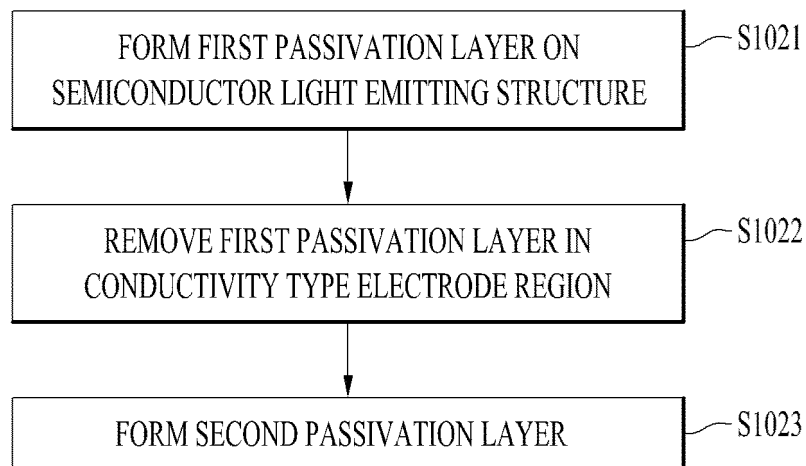 FORM FIRST PASSIVATION LAYER ON
SEMICONDUCTOR LIGHT EMITTING STRUCTURE
S1021
REMOVE FIRST PASSIVATION LAYER IN
CONDUCTIVITY TYPE ELECTRODE REGION
S1022
FORM SECOND PASSIVATION LAYER
S1023